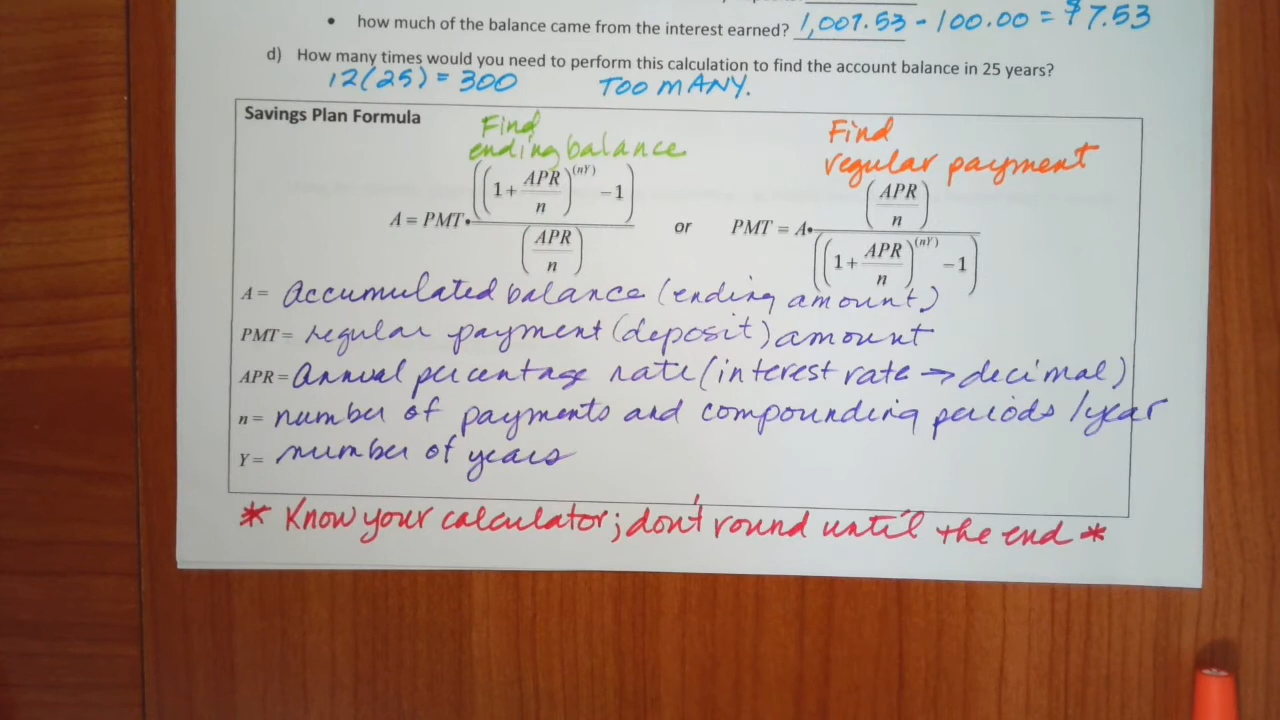 • how much of the balance came from the interest earned? 1,007.53 - 100.00 = $7.53
d) How many times would you need to perform this calculation to find the account balance in 25 years?
12(25) = 300 TOO MANY.
Savings Plan Formula
Find ending balance
Find regular payment
A = PMT • ((1 + APR/n)^(nY) − 1) / (APR/n) or PMT = A • (APR/n) / ((1 + APR/n)^(nY) − 1)
A = Accumulated balance (ending amount)
PMT = regular payment (deposit) amount
APR = Annual percentage rate (interest rate → decimal)
n = number of payments and compounding periods /year
Y = number of years
* Know your calculator; don't round until the end *